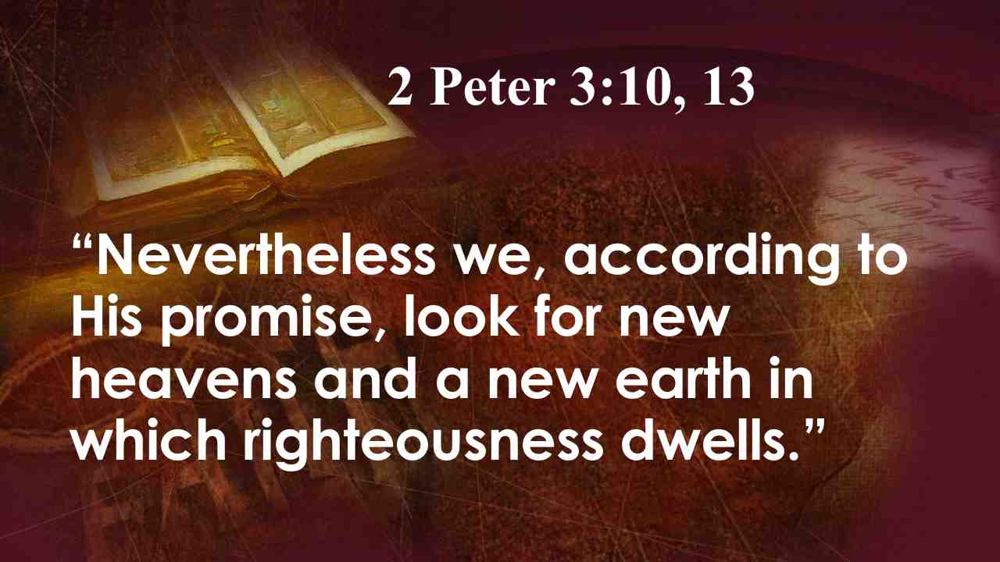 2 Peter 3:10, 13
“Nevertheless we, according to
His promise, look for new
heavens and a new earth in
which righteousness dwells.”